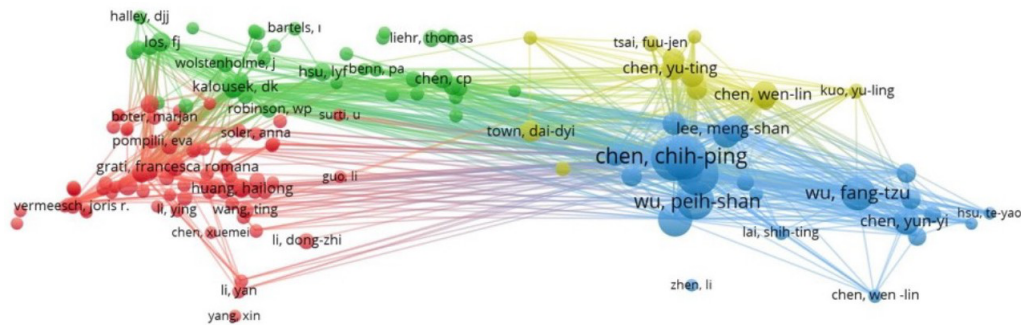 halley, djj
los, fj
bartels, i
liehr, thomas
wolstenholme, j
hsu, lyf
benn, pa
chen, cp
kalousek, dk
robinson, wp
surti, u
boter, marjan
soler, anna
pompilii, eva
grati, francesca romana
guo, li
huang, hailong
vermeesch, joris r.
li, ying
wang, ting
chen, xuemei
li, dong-zhi
li, yan
yang, xin
tsai, fuu-jen
chen, yu-ting
chen, wen-lin
kuo, yu-ling
town, dai-dyi
lee, meng-shan
chen, chih-ping
wu, peih-shan
wu, fang-tzu
chen, yun-yi
hsu, te-yao
lai, shih-ting
zhen, li
chen, wen -lin